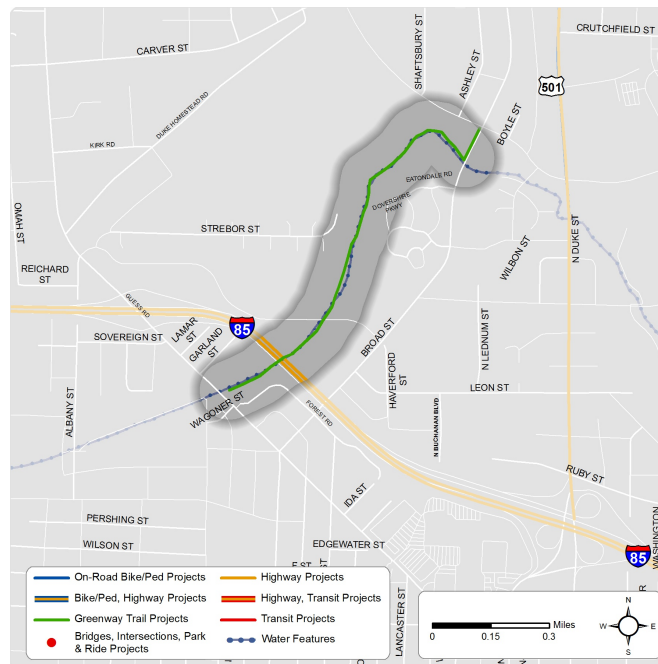 CRUTCHFIELD ST
CARVER ST
SHAFTSBURY ST
ASHLEY ST
BOYLE ST
501
DUKE HOMESTEAD RD
KIRK RD
EATONDALE RD
DOVERSHIRE
PKWY
OMAH ST
STREBOR ST
N DUKE ST
WILSON ST
REICHARD
ST
GUESS RD
85
SOVEREIGN ST
LAMAR
ST
GARLAND
ST
BROAD ST
N LEDNUM ST
HAVERFORD
ST
LEON ST
WAGONER ST
FOREST RD
N BUCHANAN BLVD
ALBANY ST
RUBY ST
IDA ST
PERSHING ST
WILSON ST
EDGEWATER ST
85
WASHINGTON
LANCASTER ST
On-Road Bike/Ped Projects
Highway Projects
Bike/Ped, Highway Projects
Highway, Transit Projects
Greenway Trail Projects
Transit Projects
Bridges, Intersections, Park
& Ride Projects
Water Features
Miles
0
0.15
0.3
N
W
E
S